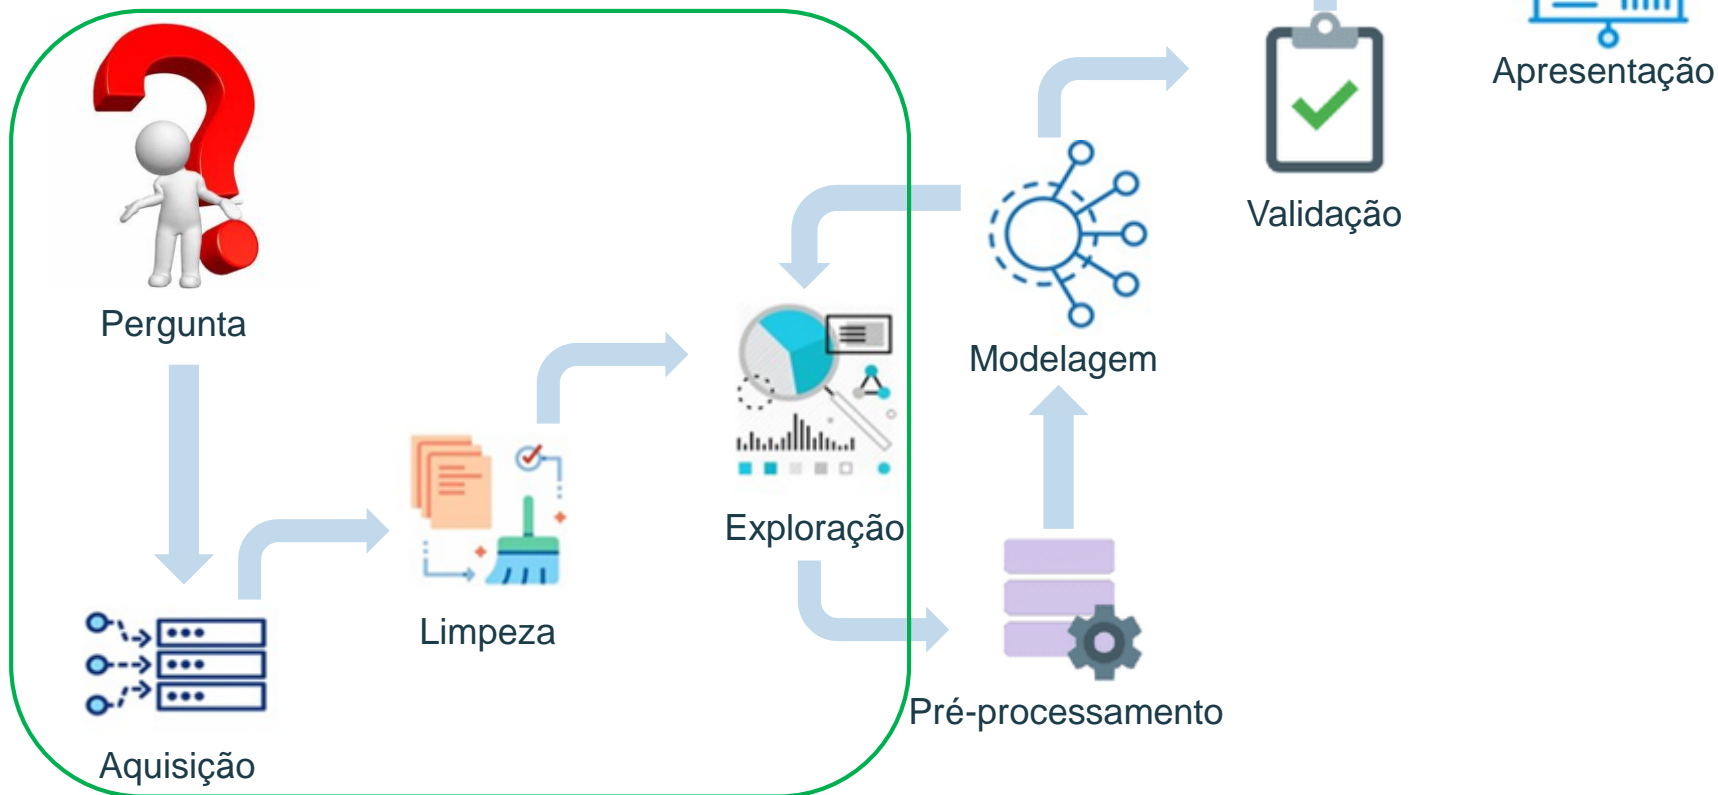 Pergunta
Aquisição
Limpeza
Exploração
Pré-processamento
Modelagem
Validação
Apresentação